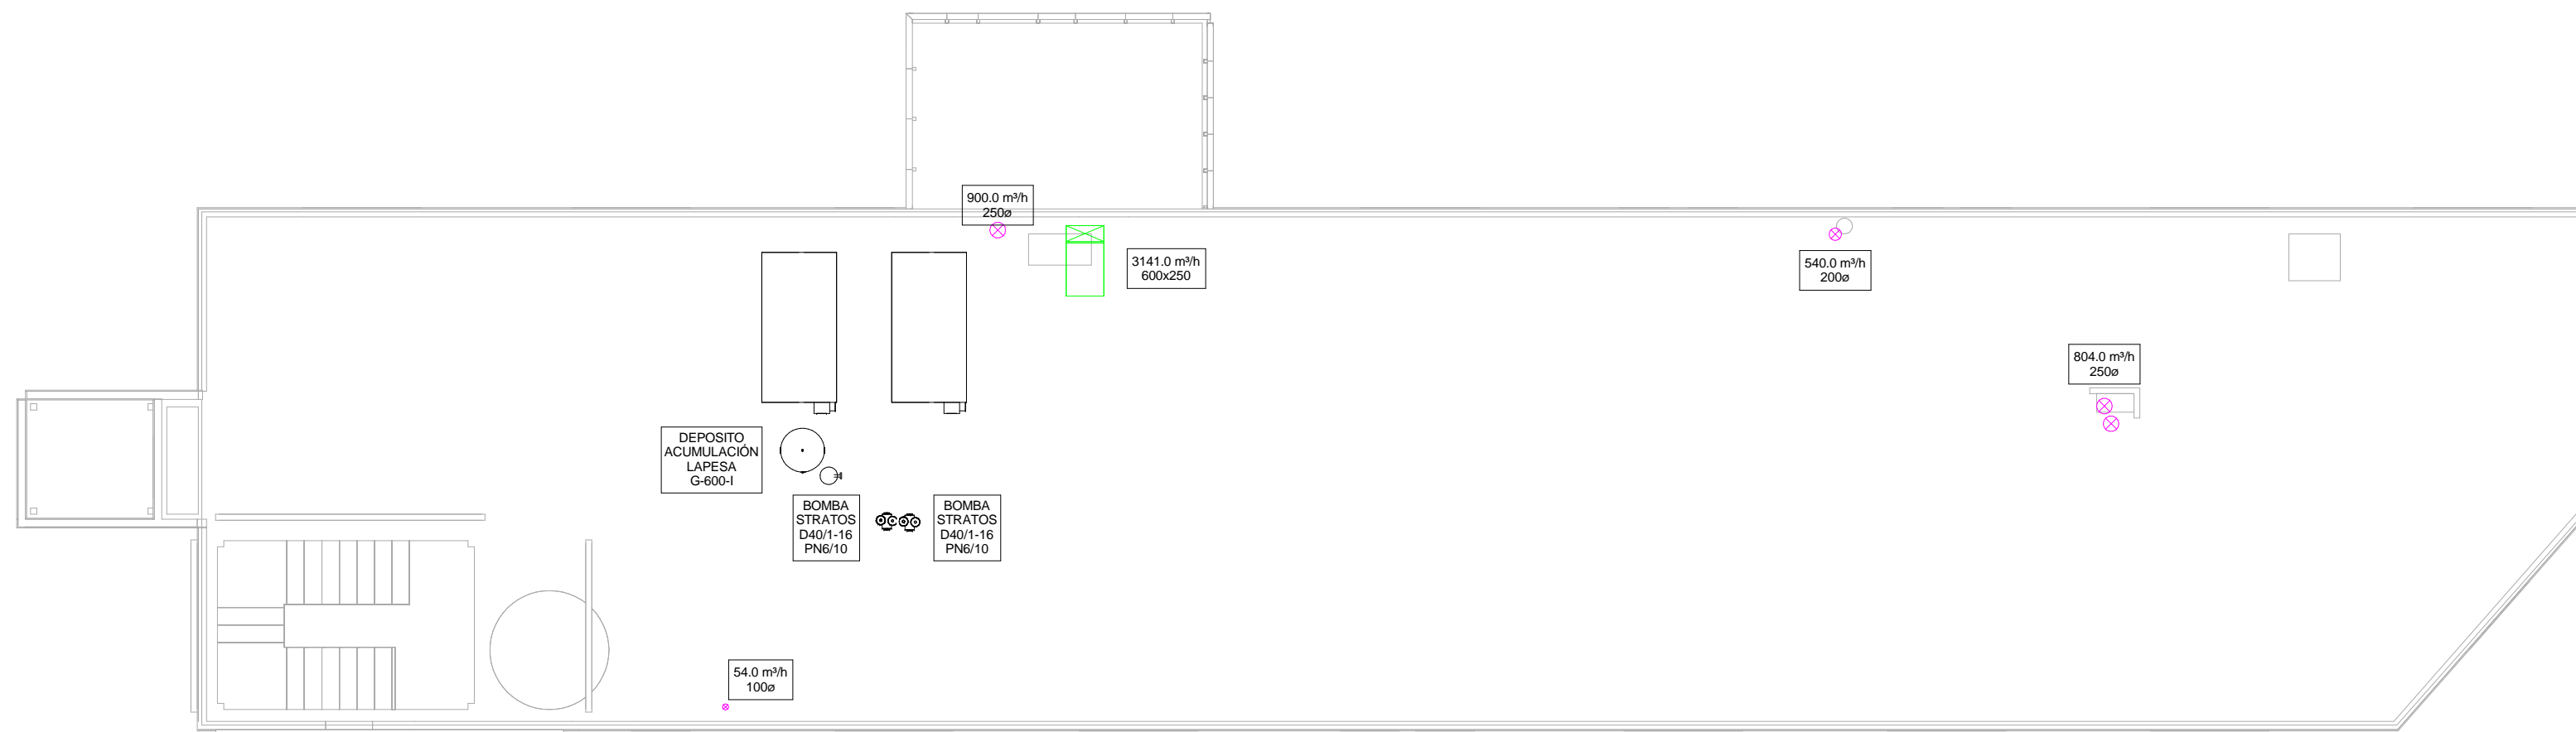 900.0 m³/h
250ø
3141.0 m³/h
600x250
540.0 m³/h
200ø
804.0 m³/h
250ø
DEPOSITO
ACUMULACIÓN
LAPESA
G-600-I
BOMBA
STRATOS
D40/1-16
PN6/10
BOMBA
STRATOS
D40/1-16
PN6/10
54.0 m³/h
100ø